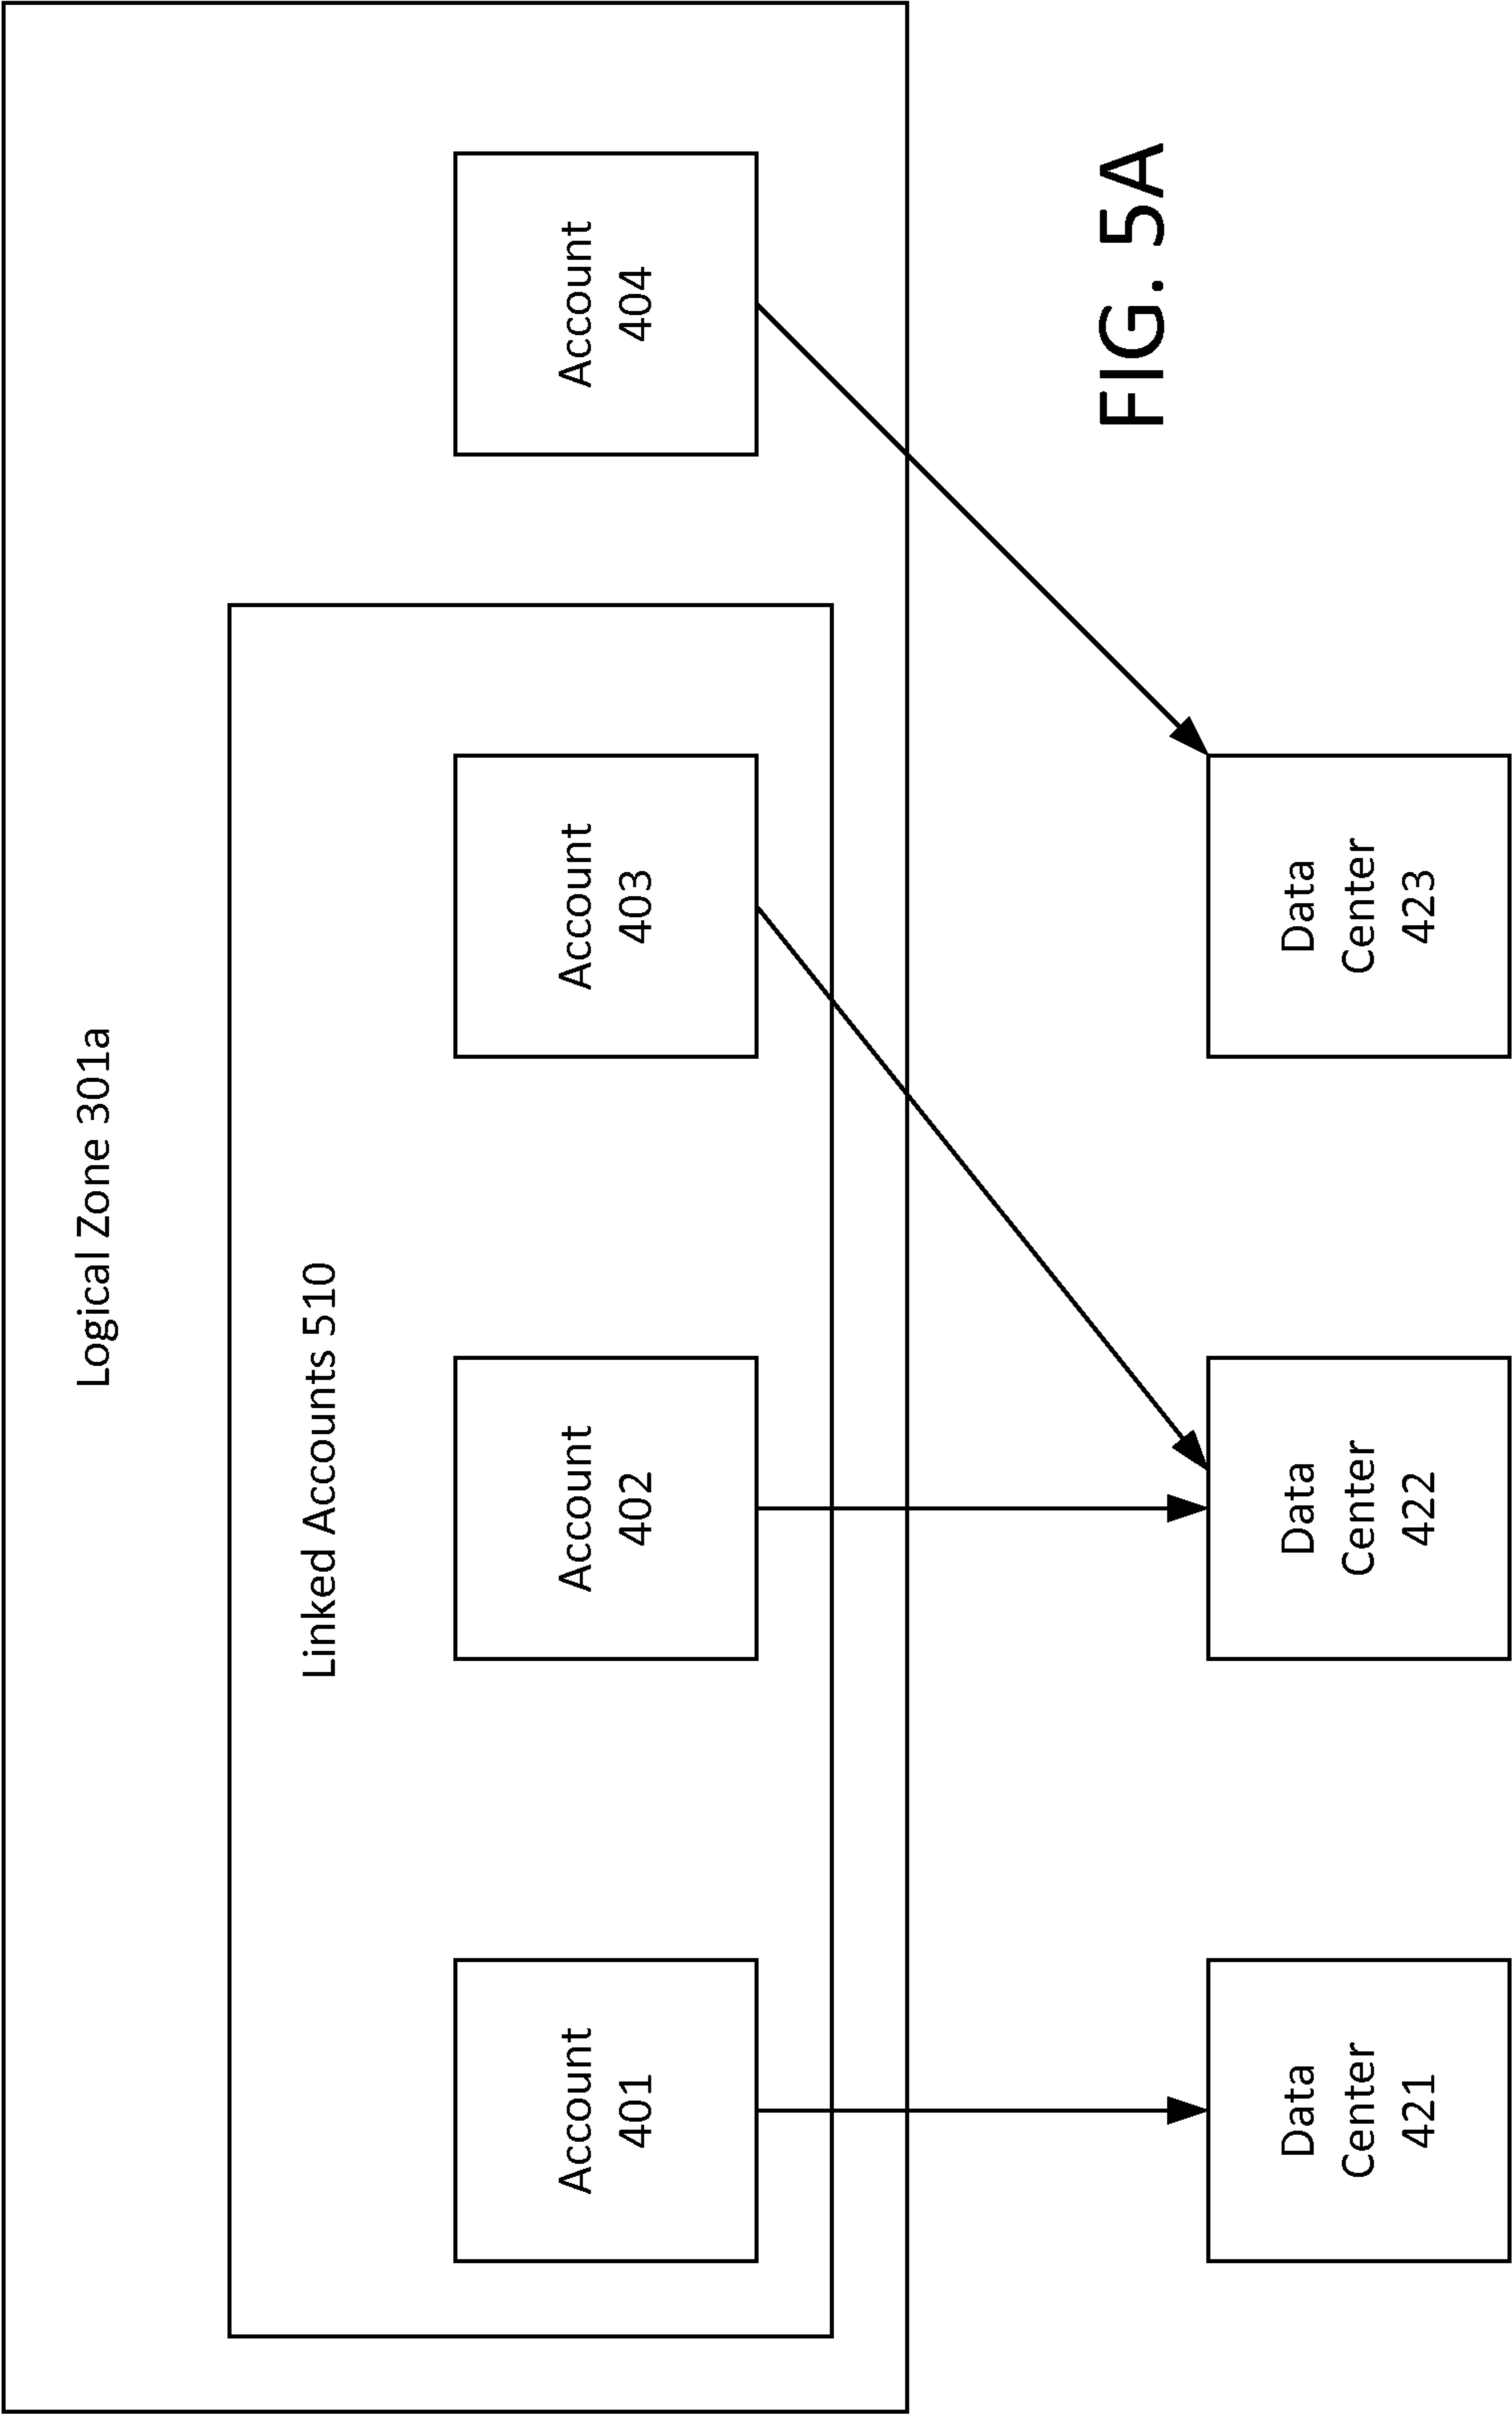 Logical Zone 301a
Linked Accounts 510
Account
401
Account
402
Account
403
Account
404
Data
Center
421
Data
Center
422
Data
Center
423
FIG. 5A